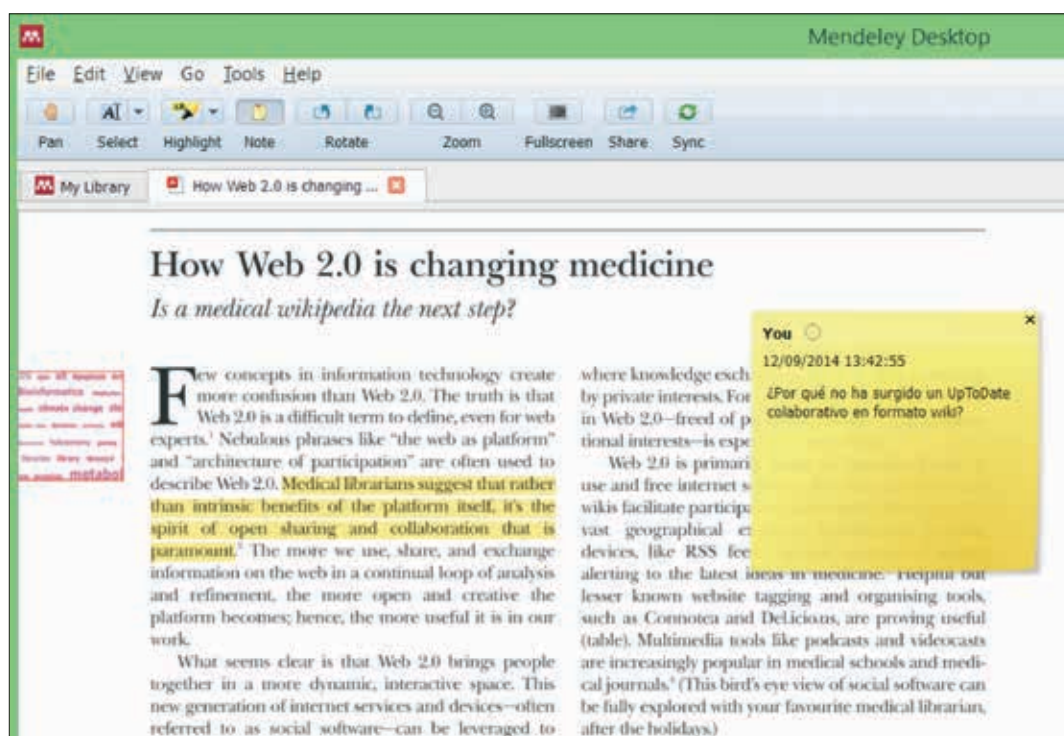 Mendeley Desktop
File Edit View Go Tools Help
Pan Select Highlight Note Rotate Zoom Fullscreen Share Sync
My Library How Web 2.0 is changing ...
How Web 2.0 is changing medicine
Is a medical wikipedia the next step?
climate change
metabol
Few concepts in information technology create
more confusion than Web 2.0. The truth is that
Web 2.0 is a difficult term to define, even for web
experts.¹ Nebulous phrases like “the web as platform”
and “architecture of participation” are often used to
describe Web 2.0. Medical librarians suggest that rather
than intrinsic benefits of the platform itself, it's the
spirit of open sharing and collaboration that is
paramount.² The more we use, share, and exchange
information on the web in a continual loop of analysis
and refinement, the more open and creative the
platform becomes; hence, the more useful it is in our
work.
What seems clear is that Web 2.0 brings people
together in a more dynamic, interactive space. This
new generation of internet services and devices—often
referred to as social software—can be leveraged to
where knowledge exch
by private interests. For
in Web 2.0—freed of p
tional interests—is espe
Web 2.0 is primari
use and free internet s
wikis facilitate participa
vast geographical e
devices, like RSS fee
alerting to the latest ideas in medicine. Helpful but
lesser known website tagging and organising tools,
such as Connotea and Del.icio.us, are proving useful
(table). Multimedia tools like podcasts and videocasts
are increasingly popular in medical schools and medi-
cal journals.⁴ (This bird's eye view of social software can
be fully explored with your favourite medical librarian,
after the holidays.)
You
12/09/2014 13:42:55
¿Por qué no ha surgido un UpToDate
colaborativo en formato wiki?